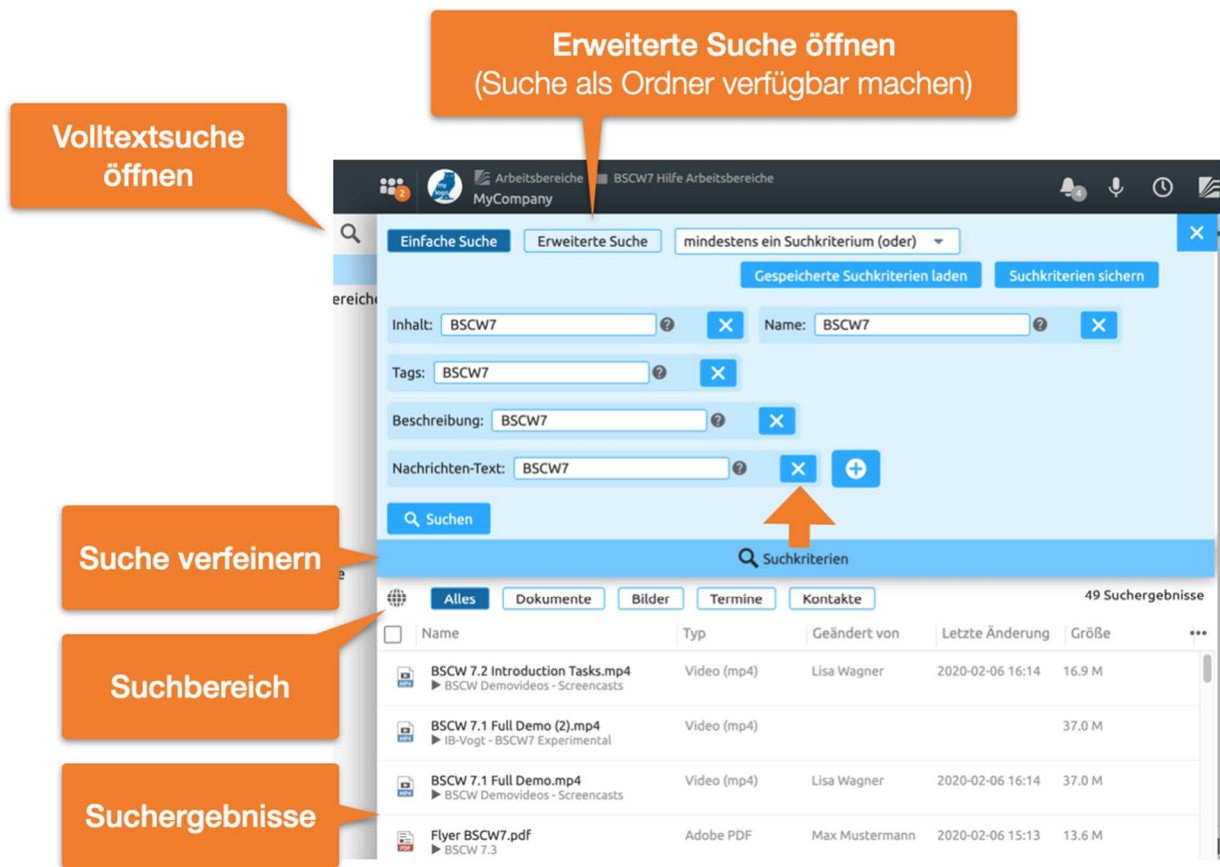 Erweiterte Suche öffnen
(Suche als Ordner verfügbar machen)
Volltextsuche
öffnen
2
my
logo
Arbeitsbereiche BSCW7 Hilfe Arbeitsbereiche
MyCompany
4
Einfache Suche Erweiterte Suche mindestens ein Suchkriterium (oder)
Gespeicherte Suchkriterien laden Suchkriterien sichern
ereiche
Inhalt: BSCW7 Name: BSCW7
Tags: BSCW7
Beschreibung: BSCW7
Nachrichten-Text: BSCW7
Suchen
Suche verfeinern
Suchkriterien
e
Alles Dokumente Bilder Termine Kontakte 49 Suchergebnisse
Name Typ Geändert von Letzte Änderung Größe
Suchbereich
BSCW 7.2 Introduction Tasks.mp4 Video (mp4) Lisa Wagner 2020-02-06 16:14 16.9 M
BSCW Demovideos - Screencasts
BSCW 7.1 Full Demo (2).mp4 Video (mp4) 37.0 M
IB-Vogt - BSCW7 Experimental
Suchergebnisse
BSCW 7.1 Full Demo.mp4 Video (mp4) Lisa Wagner 2020-02-06 16:14 37.0 M
BSCW Demovideos - Screencasts
Flyer BSCW7.pdf Adobe PDF Max Mustermann 2020-02-06 15:13 13.6 M
BSCW 7.3